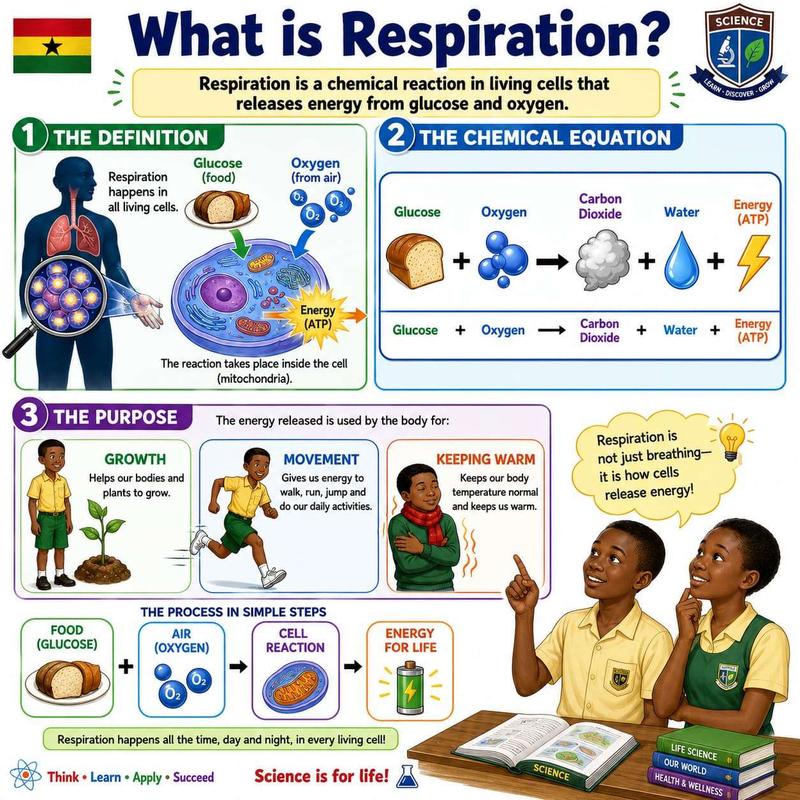 What is Respiration?
SCIENCE
LEARN • DISCOVER • GROW
Respiration is a chemical reaction in living cells that
releases energy from glucose and oxygen.
1 THE DEFINITION
Respiration
happens in
all living cells.
Glucose
(food)
Oxygen
(from air)
O₂
O₂
O₂
Energy
(ATP)
The reaction takes place inside the cell
(mitochondria).
2 THE CHEMICAL EQUATION
Glucose
Oxygen
Carbon
Dioxide
Water
Energy
(ATP)
+ → + +
Glucose + Oxygen → Carbon Dioxide + Water + Energy (ATP)
3 THE PURPOSE
The energy released is used by the body for:
GROWTH
Helps our bodies and
plants to grow.
MOVEMENT
Gives us energy to
walk, run, jump and
do our daily activities.
KEEPING WARM
Keeps our body
temperature normal
and keeps us warm.
Respiration is
not just breathing—
it is how cells
release energy!
THE PROCESS IN SIMPLE STEPS
FOOD
(GLUCOSE)
+
AIR
(OXYGEN)
O₂
O₂
O₂
→
CELL
REACTION
→
ENERGY
FOR LIFE
Respiration happens all the time, day and night, in every living cell!
Think • Learn • Apply • Succeed
Science is for life!
SCIENCE
LIFE SCIENCE
OUR WORLD
HEALTH & WELLNESS